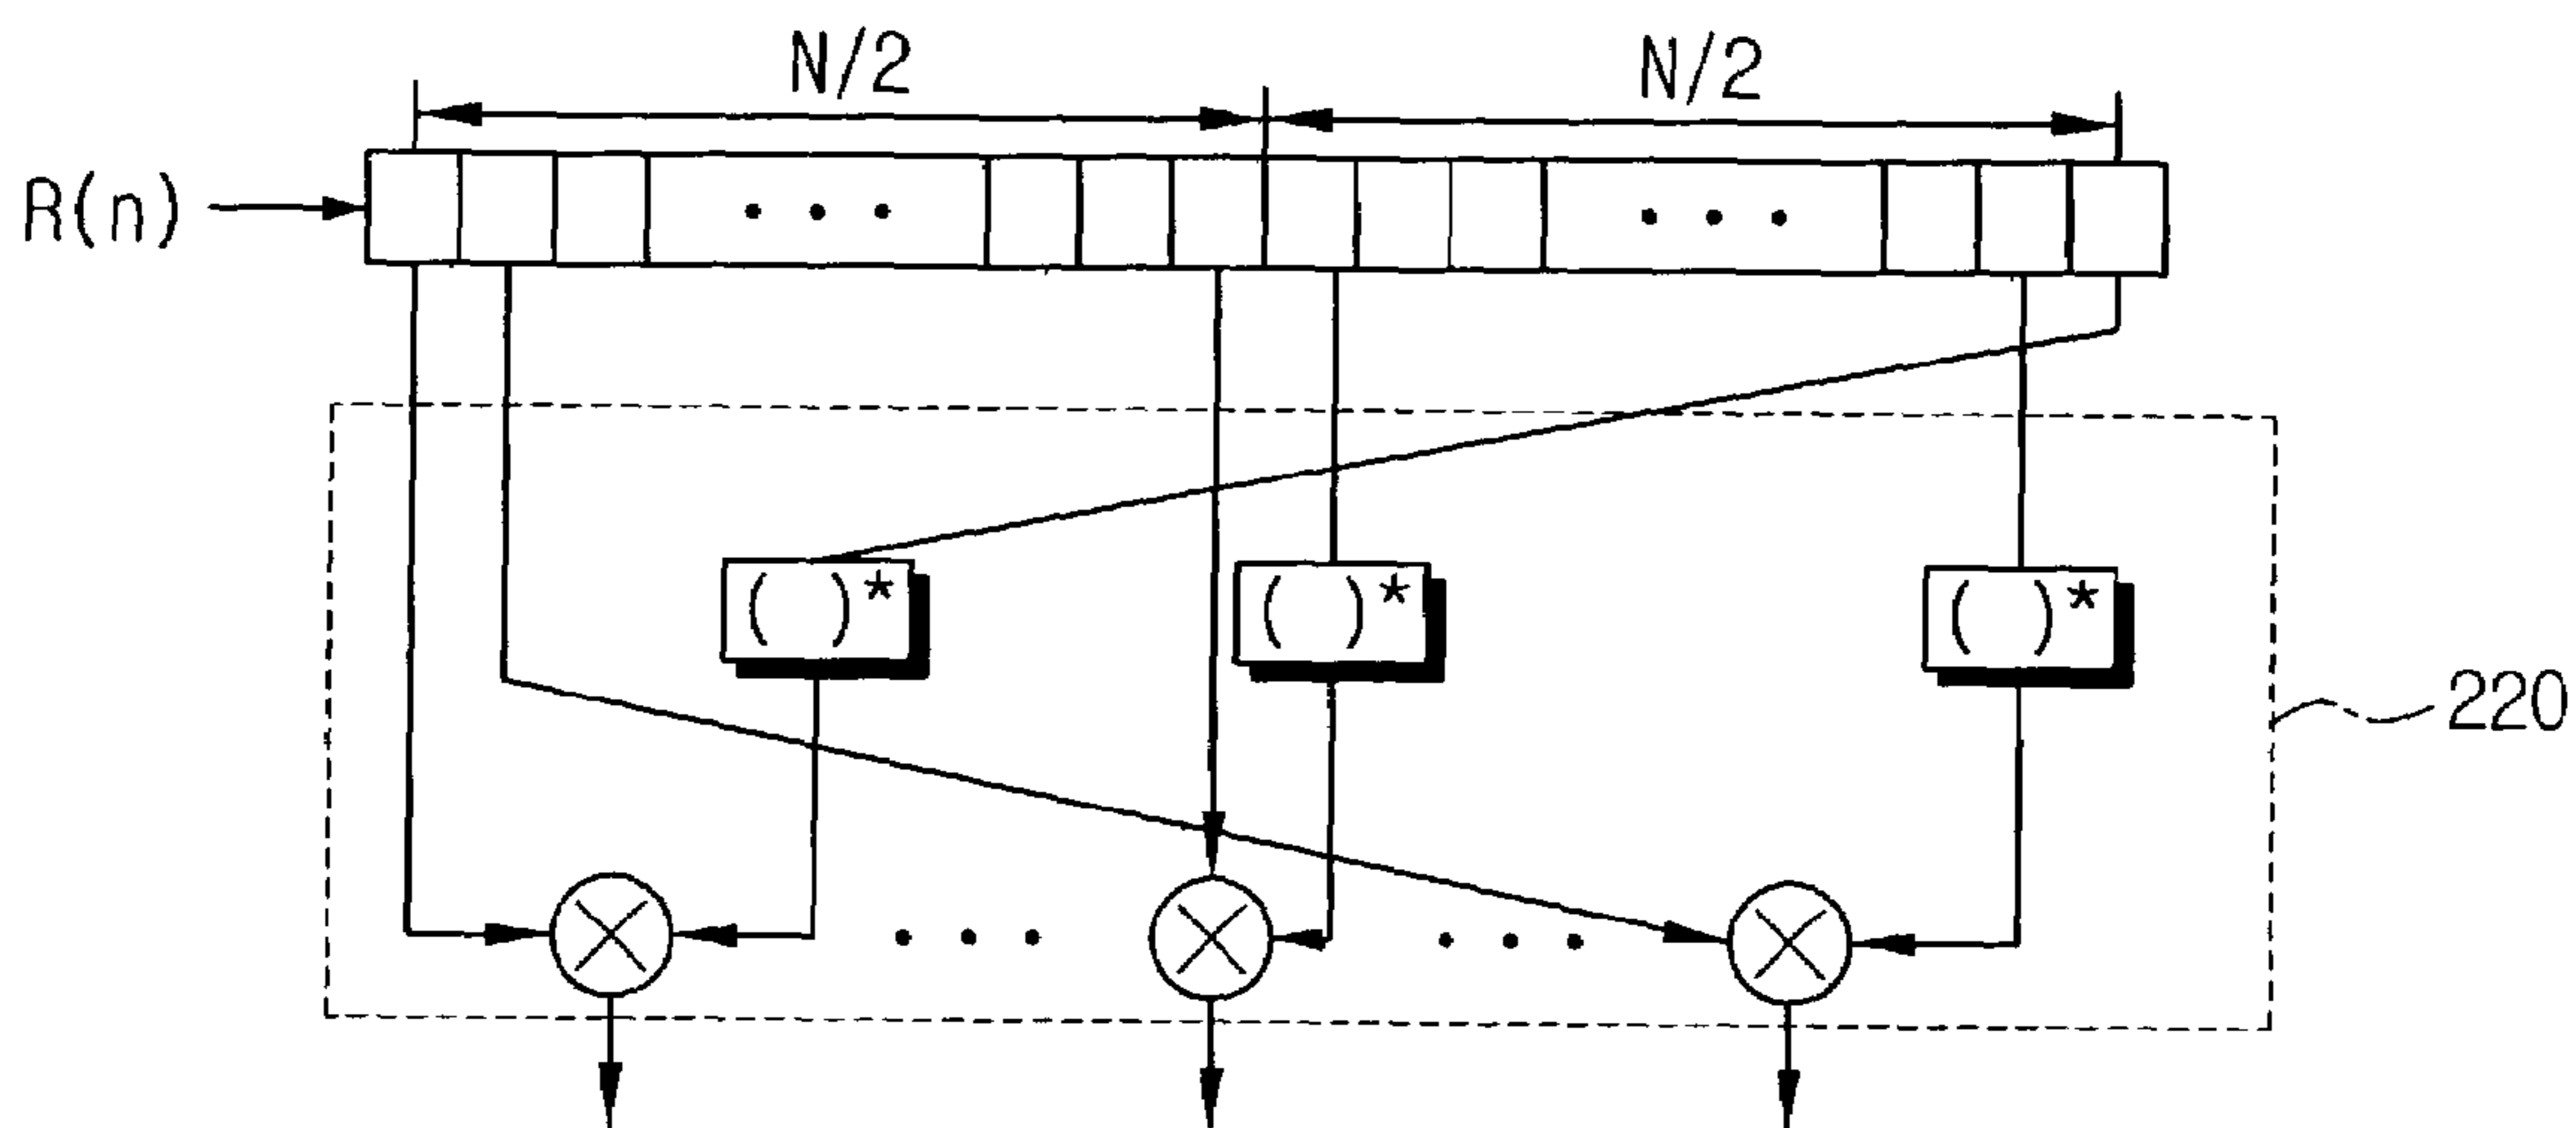 N/2 N/2
R(n)
• • • • • •
( )* ( )* ( )*
220
• • • • • •